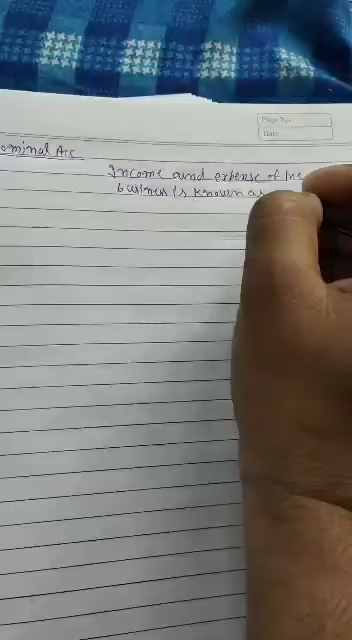 Page No.
Date
ominal A/c
Income and expense of the
business is known as